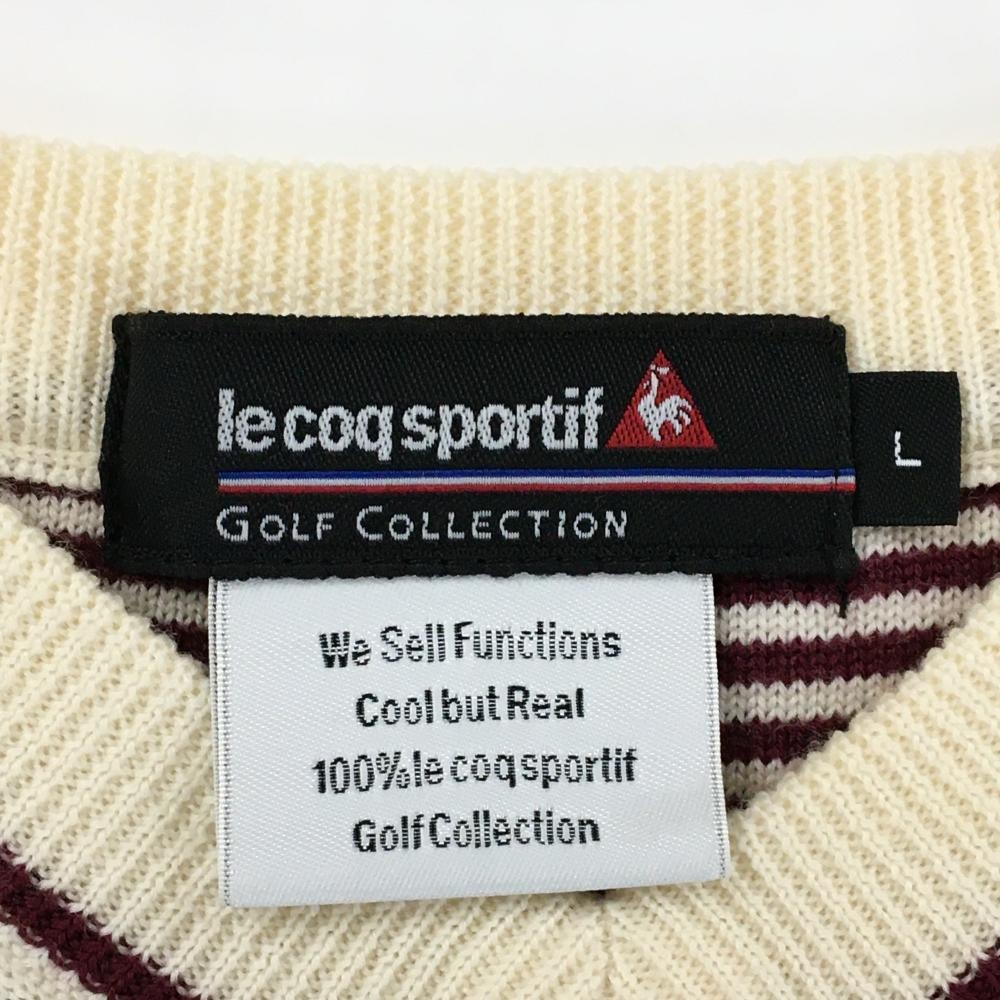 le coq sportif
GOLF COLLECTION
L
We Sell Functions
Cool but Real
100% le coq sportif
Golf Collection